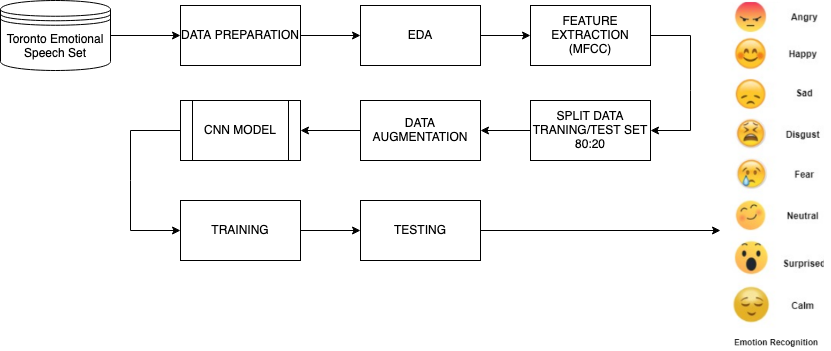 Toronto Emotional
Speech Set
DATA PREPARATION
EDA
FEATURE
EXTRACTION
(MFCC)
CNN MODEL
DATA
AUGMENTATION
SPLIT DATA
TRANING/TEST SET
80:20
TRAINING
TESTING
Angry
Happy
Sad
Disgust
Fear
Neutral
Surprised
Calm
Emotion Recognition